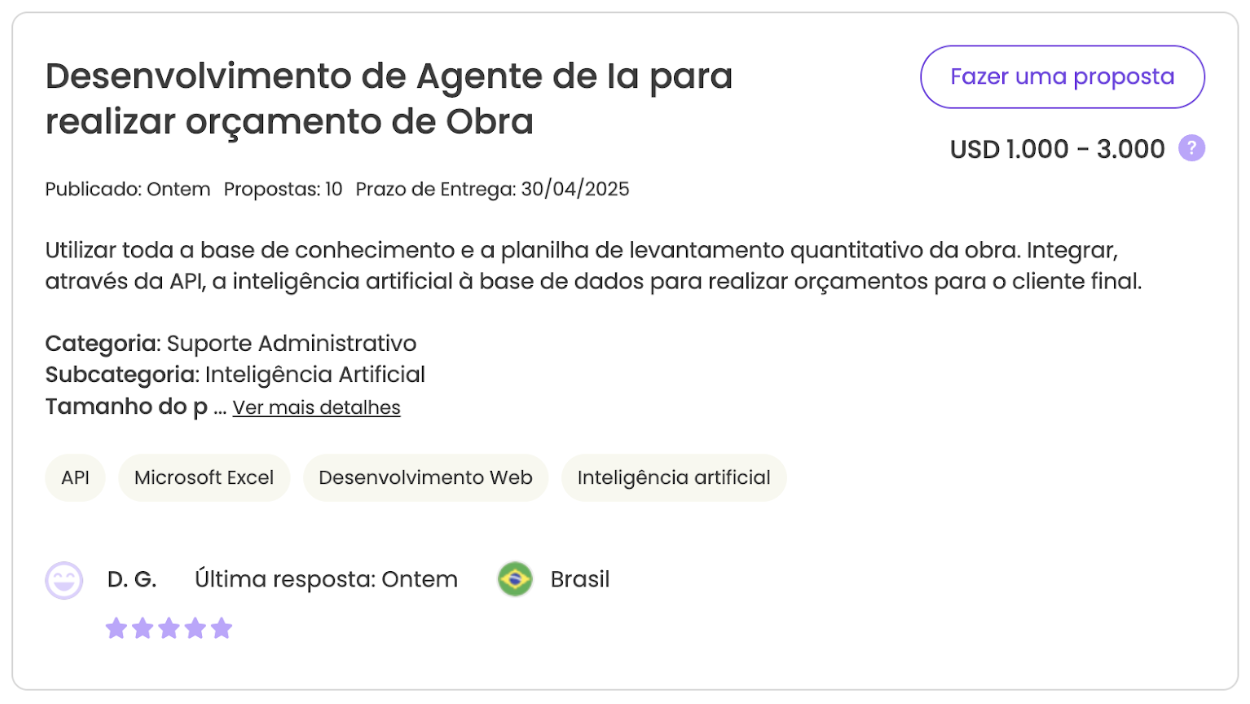 Desenvolvimento de Agente de Ia para
realizar orçamento de Obra
Fazer uma proposta
USD 1.000 - 3.000 ?
Publicado: Ontem Propostas: 10 Prazo de Entrega: 30/04/2025
Utilizar toda a base de conhecimento e a planilha de levantamento quantitativo da obra. Integrar,
através da API, a inteligência artificial à base de dados para realizar orçamentos para o cliente final.
Categoria: Suporte Administrativo
Subcategoria: Inteligência Artificial
Tamanho do p ... Ver mais detalhes
API Microsoft Excel Desenvolvimento Web Inteligência artificial
D. G. Última resposta: Ontem Brasil